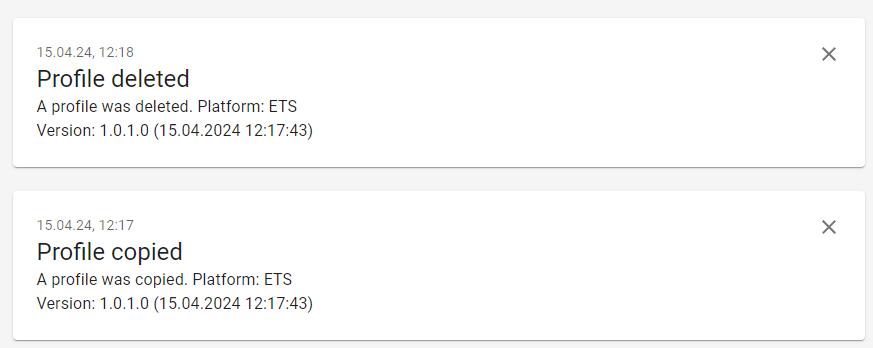 15.04.24, 12:18
Profile deleted
A profile was deleted. Platform: ETS
Version: 1.0.1.0 (15.04.2024 12:17:43)
15.04.24, 12:17
Profile copied
A profile was copied. Platform: ETS
Version: 1.0.1.0 (15.04.2024 12:17:43)